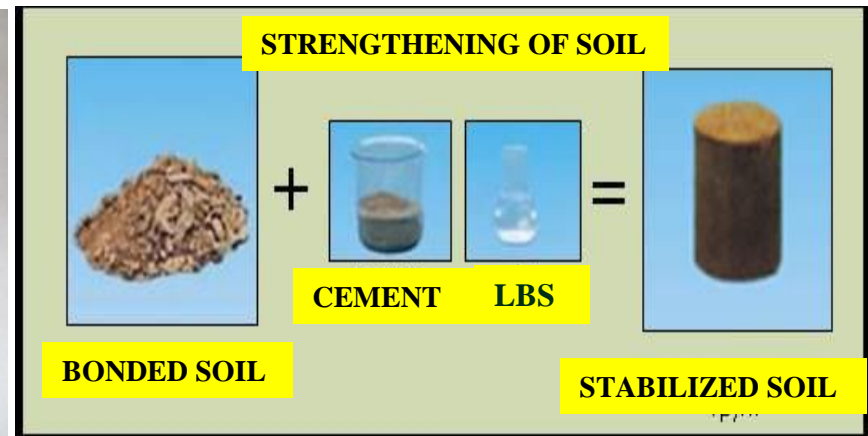 STRENGTHENING OF SOIL
+
=
CEMENT
LBS
BONDED SOIL
STABILIZED SOIL